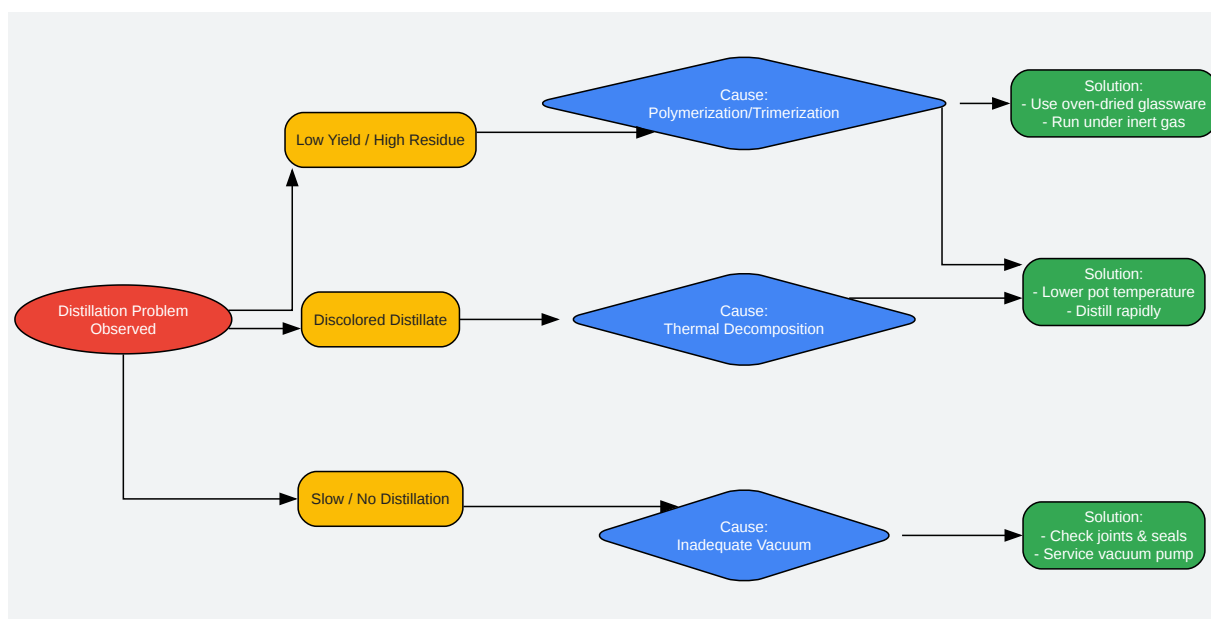 Distillation Problem
Observed
Low Yield / High Residue
Cause:
Polymerization/Trimerization
Solution:
- Use oven-dried glassware
- Run under inert gas
Discolored Distillate
Cause:
Thermal Decomposition
Solution:
- Lower pot temperature
- Distill rapidly
Slow / No Distillation
Cause:
Inadequate Vacuum
Solution:
- Check joints & seals
- Service vacuum pump